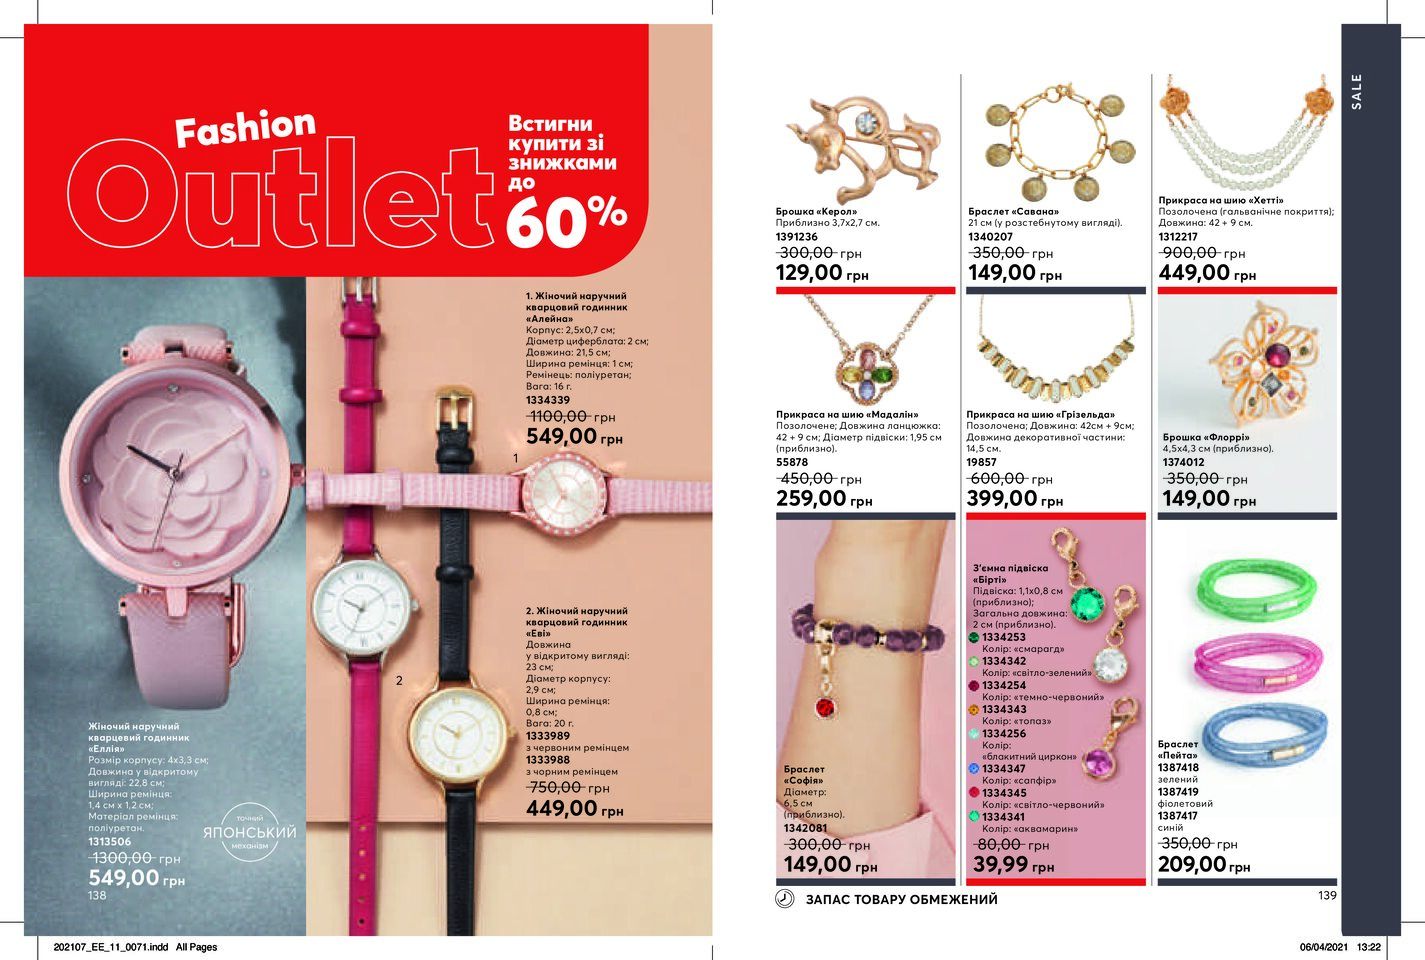 Fashion
Outlet
Встигни
купити зі
знижками
до
60%
1. Жіночий наручний
кварцовий годинник
«Алейна»
Корпус: 2,5х0,7 см;
Діаметр циферблата: 2 см;
Довжина: 21,5 см;
Ширина ремінця: 1 см;
Ремінець: поліуретан;
Вага: 16 г.
1334339
1100,00 грн
549,00 грн
1
2. Жіночий наручний
кварцовий годинник
«Еві»
Довжина
у відкритому вигляді:
23 см;
Діаметр корпусу:
2,9 см;
Ширина ремінця:
0,8 см;
Вага: 20 г.
1333989
з червоним ремінцем
1333988
з чорним ремінцем
750,00 грн
449,00 грн
2
Жіночий наручний
кварцевий годинник
«Еллія»
Розмір корпусу: 4х3,3 см;
Довжина у відкритому
вигляді: 22,8 см;
Ширина ремінця:
1,4 см х 1,2 см;
Матеріал ремінця:
поліуретан.
1313506
1300,00 грн
549,00 грн
138
точний
ЯПОНСЬКИЙ
механізм
SALE
Брошка «Керол»
Приблизно 3,7х2,7 см.
1391236
300,00 грн
129,00 грн
Браслет «Савана»
21 см (у розстебнутому вигляді).
1340207
350,00 грн
149,00 грн
Прикраса на шию «Хетті»
Позолочена (гальванічне покриття);
Довжина: 42 + 9 см.
1312217
900,00 грн
449,00 грн
Прикраса на шию «Мадалін»
Позолочене; Довжина ланцюжка:
42 + 9 см; Діаметр підвіски: 1,95 см
(приблизно).
55878
450,00 грн
259,00 грн
Прикраса на шию «Грізельда»
Позолочена; Довжина: 42см + 9см;
Довжина декоративної частини:
14,5 см.
19857
600,00 грн
399,00 грн
Брошка «Флоррі»
4,5х4,3 см (приблизно).
1374012
350,00 грн
149,00 грн
Браслет
«Софія»
Діаметр:
6,5 см
(приблизно).
1342081
300,00 грн
149,00 грн
З'ємна підвіска
«Бірті»
Підвіска: 1,1х0,8 см
(приблизно);
Загальна довжина:
2 см (приблизно).
1334253
Колір: «смарагд»
1334342
Колір: «світло-зелений»
1334254
Колір: «темно-червоний»
1334343
Колір: «топаз»
1334256
Колір:
«блакитний циркон»
1334347
Колір: «сапфір»
1334345
Колір: «світло-червоний»
1334341
Колір: «аквамарин»
80,00 грн
39,99 грн
Браслет
«Пейта»
1387418
зелений
1387419
фіолетовий
1387417
синій
350,00 грн
209,00 грн
ЗАПАС ТОВАРУ ОБМЕЖЕНИЙ
139
202107_EE_11_0071.indd All Pages
06/04/2021 13:22